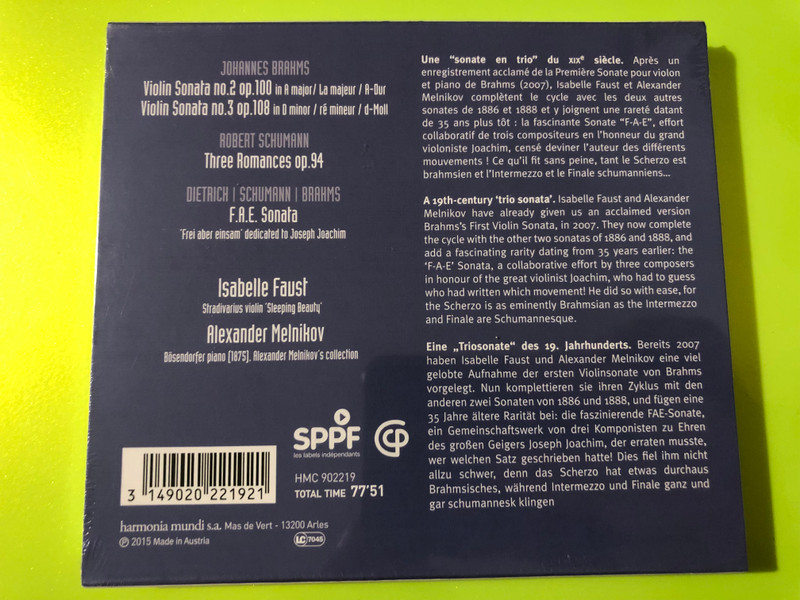 JOHANNES BRAHMS
Violin Sonata no.2 op.100 in A major/ La majeur / A-Dur
Violin Sonata no.3 op.108 in D minor / ré mineur / d-Moll
ROBERT SCHUMANN
Three Romances op.94
DIETRICH | SCHUMANN | BRAHMS
F.A.E. Sonata
'Frei aber einsam' dedicated to Joseph Joachim
Isabelle Faust
Stradivarius violin 'Sleeping Beauty'
Alexander Melnikov
Bösendorfer piano [1875]. Alexander Melnikov's collection
Une “sonate en trio” du XIXe siècle. Après un
enregistrement acclamé de la Première Sonate pour violon
et piano de Brahms (2007), Isabelle Faust et Alexander
Melnikov complètent le cycle avec les deux autres
sonates de 1886 et 1888 et y joignent une rareté datant
de 35 ans plus tôt : la fascinante Sonate “F-A-E”, effort
collaboratif de trois compositeurs en l’honneur du grand
violoniste Joachim, censé deviner l’auteur des différents
mouvements ! Ce qu’il fit sans peine, tant le Scherzo est
brahmsien et l’Intermezzo et le Finale schumanniens...
A 19th-century ‘trio sonata’. Isabelle Faust and Alexander
Melnikov have already given us an acclaimed version
Brahms’s First Violin Sonata, in 2007. They now complete
the cycle with the other two sonatas of 1886 and 1888, and
add a fascinating rarity dating from 35 years earlier: the
‘F-A-E’ Sonata, a collaborative effort by three composers
in honour of the great violinist Joachim, who had to guess
who had written which movement! He did so with ease, for
the Scherzo is as eminently Brahmsian as the Intermezzo
and Finale are Schumannesque.
Eine „Triosonate“ des 19. Jahrhunderts. Bereits 2007
haben Isabelle Faust und Alexander Melnikov eine viel
gelobte Aufnahme der ersten Violinsonate von Brahms
vorgelegt. Nun komplettieren sie ihren Zyklus mit den
anderen zwei Sonaten von 1886 und 1888, und fügen eine
35 Jahre ältere Rarität bei: die faszinierende FAE-Sonate,
ein Gemeinschaftswerk von drei Komponisten zu Ehren
des großen Geigers Joseph Joachim, der erraten musste,
wer welchen Satz geschrieben hatte! Dies fiel ihm nicht
allzu schwer, denn das Scherzo hat etwas durchaus
Brahmsisches, während Intermezzo und Finale ganz und
gar schumannesk klingen
3 149020 221921
SPPF
les labels indépendants
CP
HMC 902219
TOTAL TIME 77’51
harmonia mundi s.a. Mas de Vert - 13200 Arles
℗ 2015 Made in Austria
LC 7045